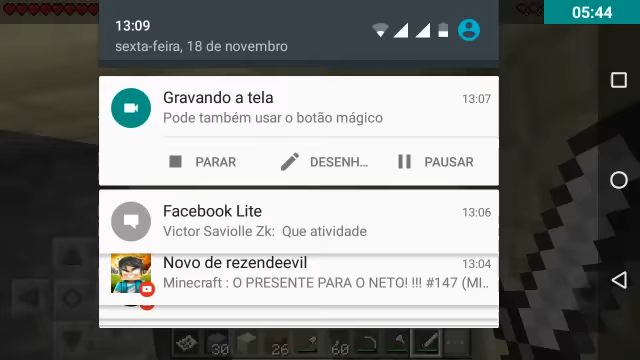 05:44
13:09
sexta-feira, 18 de novembro
Gravando a tela 13:07
Pode também usar o botão mágico
PARAR DESENH... PAUSAR
Facebook Lite 13:06
Victor Saviolle Zk: Que atividade
Novo de rezendeevil 13:04
Minecraft : O PRESENTE PARA O NETO! !!! #147 (MI..
30 26 60